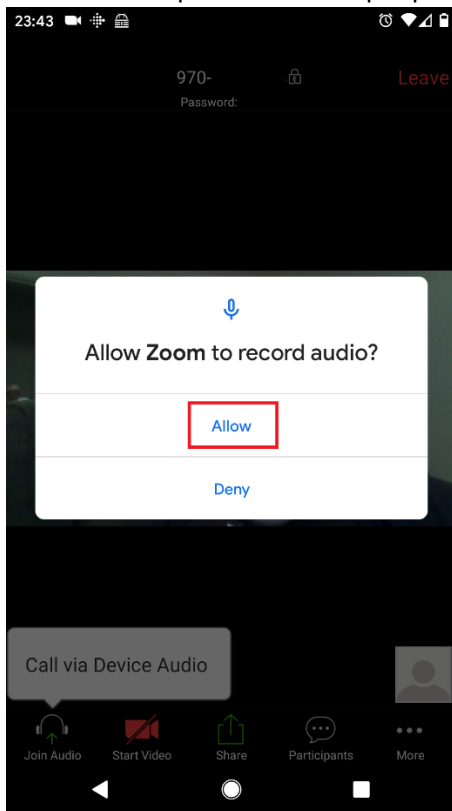 23:43
970-
Leave
Password:
Allow Zoom to record audio?
Allow
Deny
Call via Device Audio
Join Audio
Start Video
Share
Participants
More